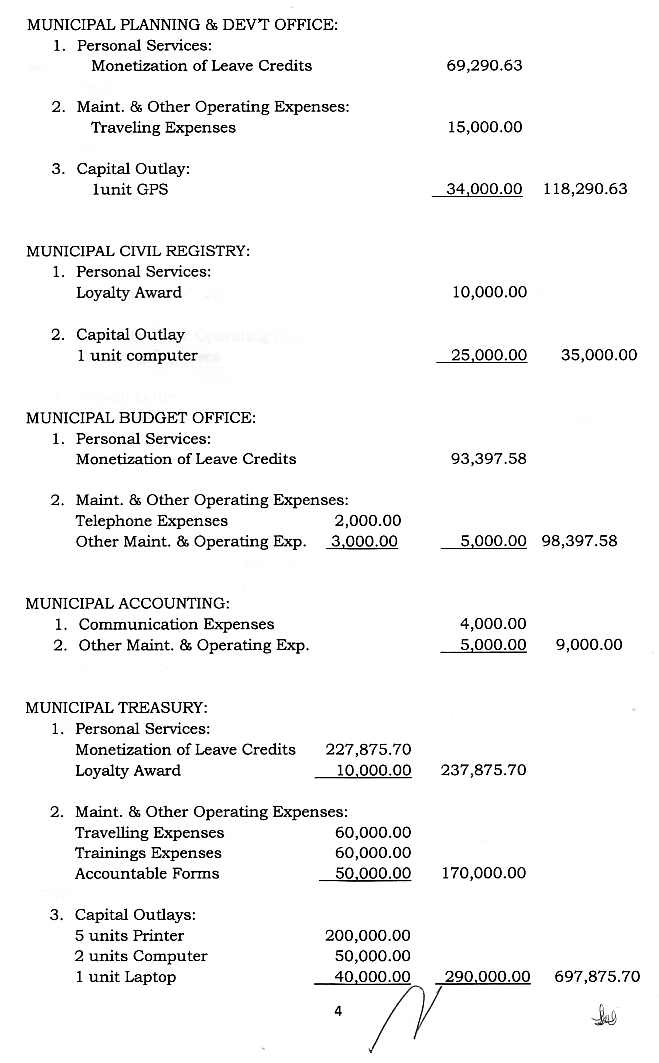 MUNICIPAL PLANNING & DEV'T OFFICE:
1. Personal Services:
Monetization of Leave Credits 69,290.63
2. Maint. & Other Operating Expenses:
Traveling Expenses 15,000.00
3. Capital Outlay:
1unit GPS 34,000.00 118,290.63
MUNICIPAL CIVIL REGISTRY:
1. Personal Services:
Loyalty Award 10,000.00
2. Capital Outlay
1 unit computer 25,000.00 35,000.00
MUNICIPAL BUDGET OFFICE:
1. Personal Services:
Monetization of Leave Credits 93,397.58
2. Maint. & Other Operating Expenses:
Telephone Expenses 2,000.00
Other Maint. & Operating Exp. 3,000.00 5,000.00 98,397.58
MUNICIPAL ACCOUNTING:
1. Communication Expenses 4,000.00
2. Other Maint. & Operating Exp. 5,000.00 9,000.00
MUNICIPAL TREASURY:
1. Personal Services:
Monetization of Leave Credits 227,875.70
Loyalty Award 10,000.00 237,875.70
2. Maint. & Other Operating Expenses:
Travelling Expenses 60,000.00
Trainings Expenses 60,000.00
Accountable Forms 50,000.00 170,000.00
3. Capital Outlays:
5 units Printer 200,000.00
2 units Computer 50,000.00
1 unit Laptop 40,000.00 290,000.00 697,875.70
4